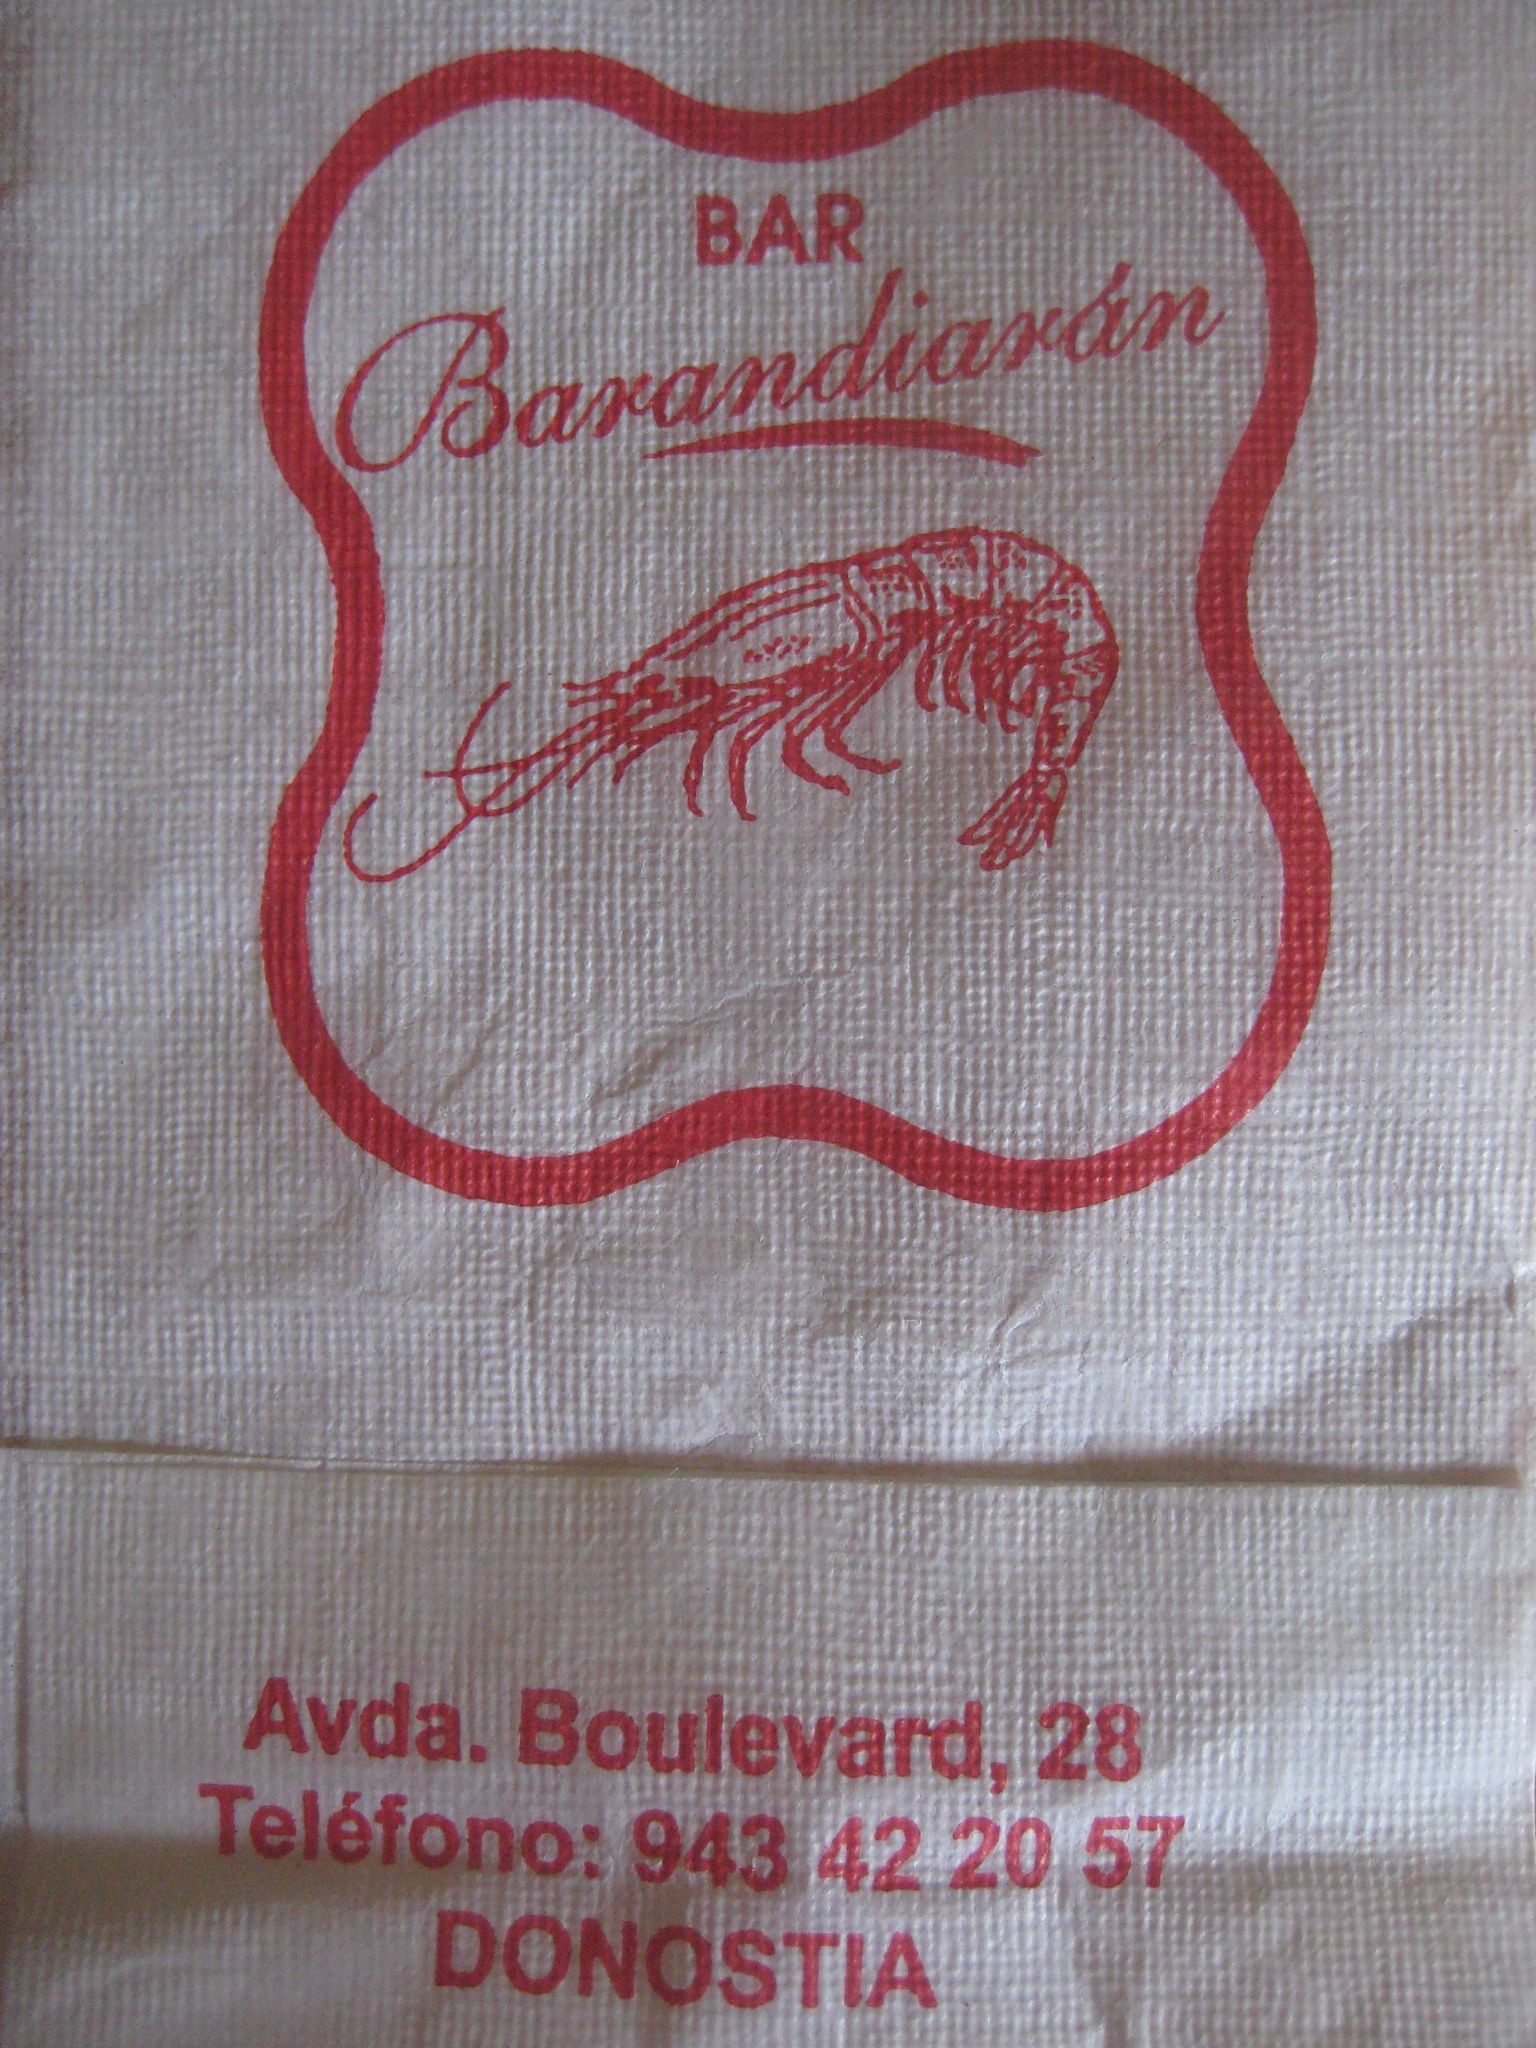 BAR
Barandiarán
Avda. Boulevard, 28
Teléfono: 943 42 20 57
DONOSTIA